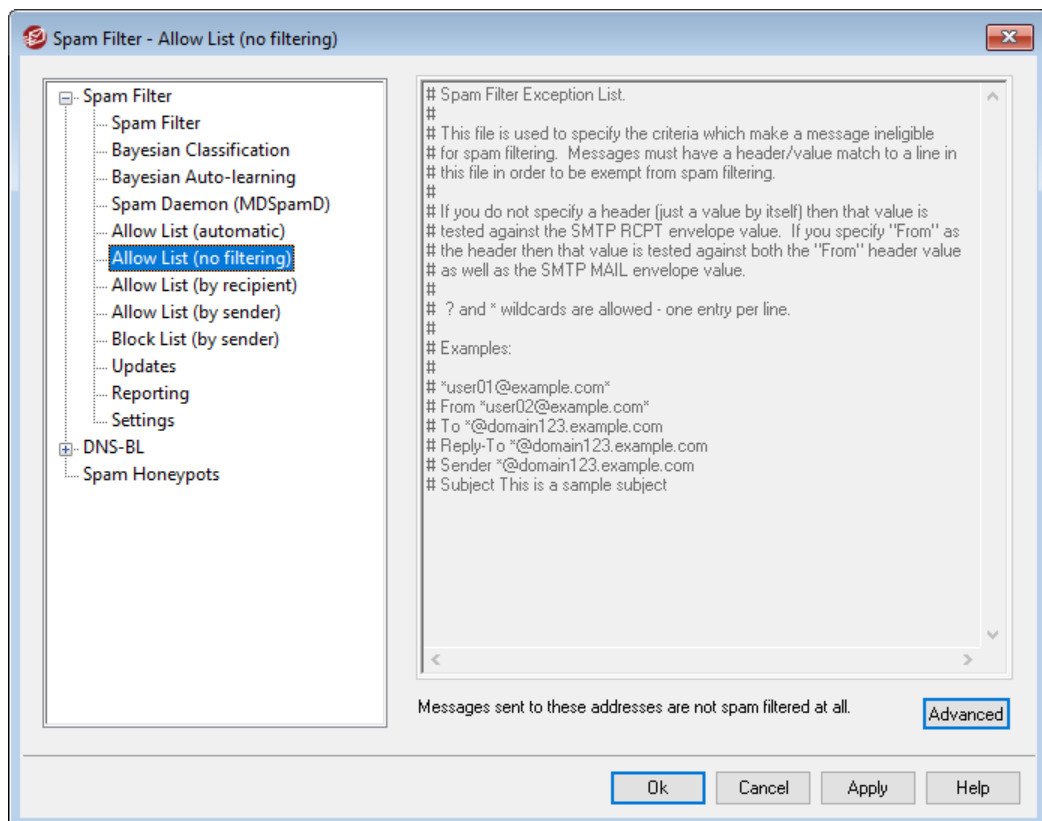 Spam Filter - Allow List (no filtering)
Spam Filter
Spam Filter
Bayesian Classification
Bayesian Auto-learning
Spam Daemon (MDSpamD)
Allow List (automatic)
Allow List (no filtering)
Allow List (by recipient)
Allow List (by sender)
Block List (by sender)
Updates
Reporting
Settings
DNS-BL
Spam Honeypots
# Spam Filter Exception List.
#
# This file is used to specify the criteria which make a message ineligible
# for spam filtering.  Messages must have a header/value match to a line in
# this file in order to be exempt from spam filtering.
#
# If you do not specify a header (just a value by itself) then that value is
# tested against the SMTP RCPT envelope value.  If you specify "From" as
# the header then that value is tested against both the "From" header value
# as well as the SMTP MAIL envelope value.
#
#  ? and * wildcards are allowed - one entry per line.
#
# Examples:
#
# *user01@example.com*
# From *user02@example.com*
# To *@domain123.example.com
# Reply-To *@domain123.example.com
# Sender *@domain123.example.com
# Subject This is a sample subject
Messages sent to these addresses are not spam filtered at all.
Advanced
Ok
Cancel
Apply
Help